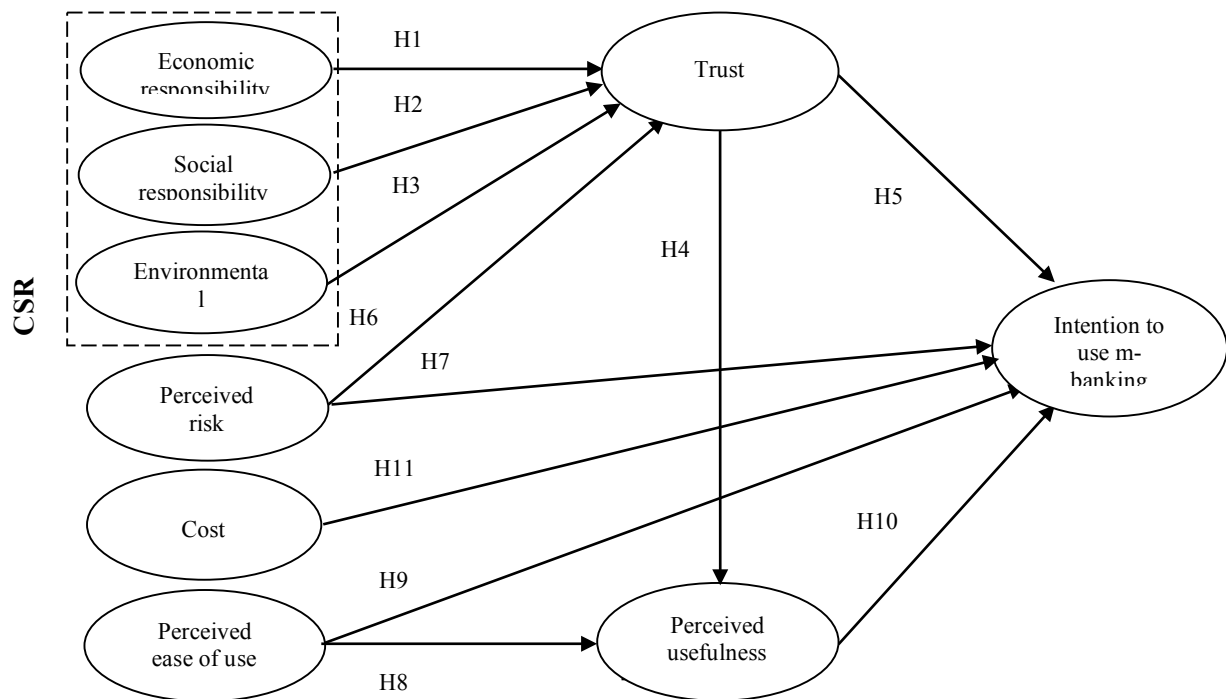 Economic
responsibility
H1
Trust
H2
Social
responsibility
H3
H5
H4
Environmenta
l
CSR
H6
H7
Intention to
use m-
banking
Perceived
risk
H11
Cost
H10
H9
Perceived
ease of use
Perceived
usefulness
H8